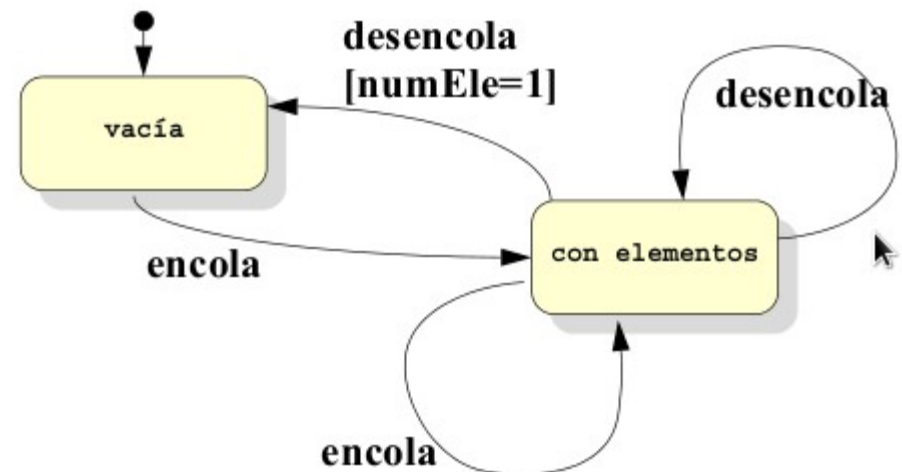 desencola
[numEle=1]
desencola
vacía
con elementos
encola
encola